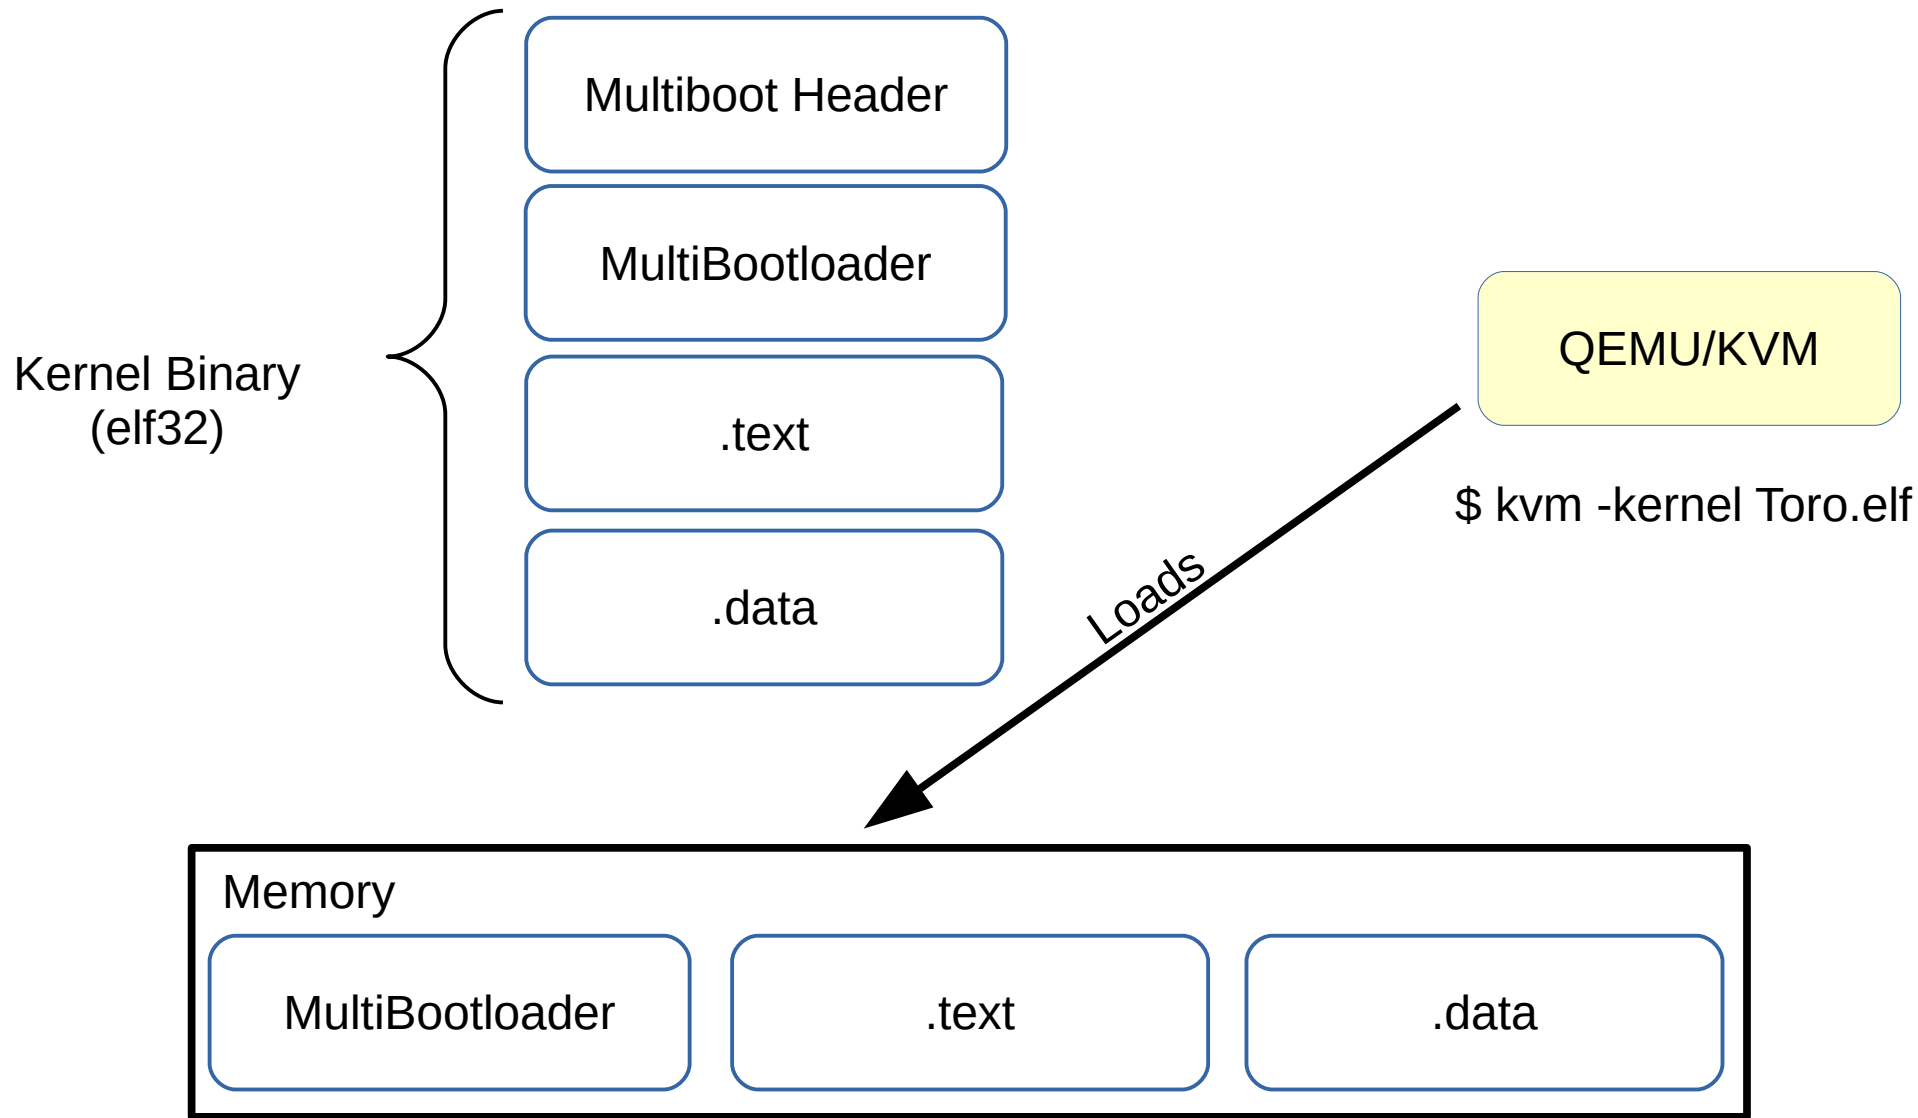 Multiboot Header
MultiBootloader
Kernel Binary
(elf32)
.text
.data
QEMU/KVM
$ kvm -kernel Toro.elf
Loads
Memory
MultiBootloader
.text
.data